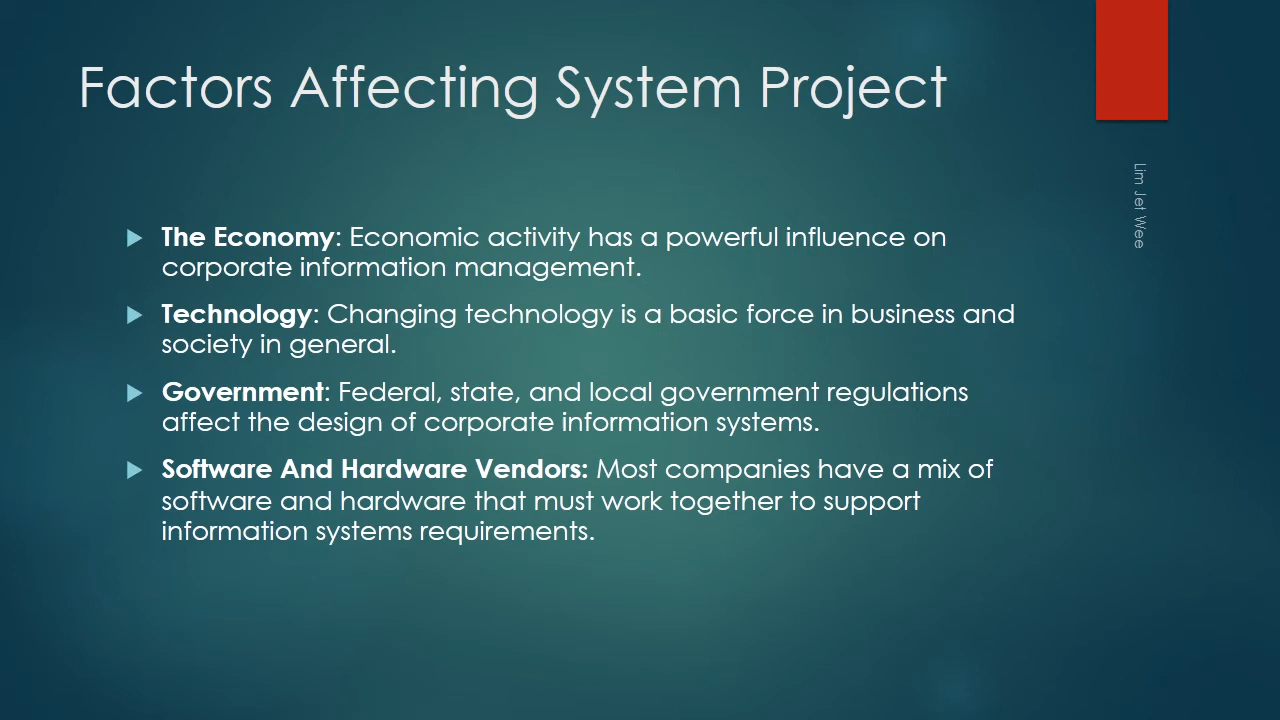 Factors Affecting System Project
Lim Jet Wee
The Economy: Economic activity has a powerful influence on
corporate information management.
Technology: Changing technology is a basic force in business and
society in general.
Government: Federal, state, and local government regulations
affect the design of corporate information systems.
Software And Hardware Vendors: Most companies have a mix of
software and hardware that must work together to support
information systems requirements.